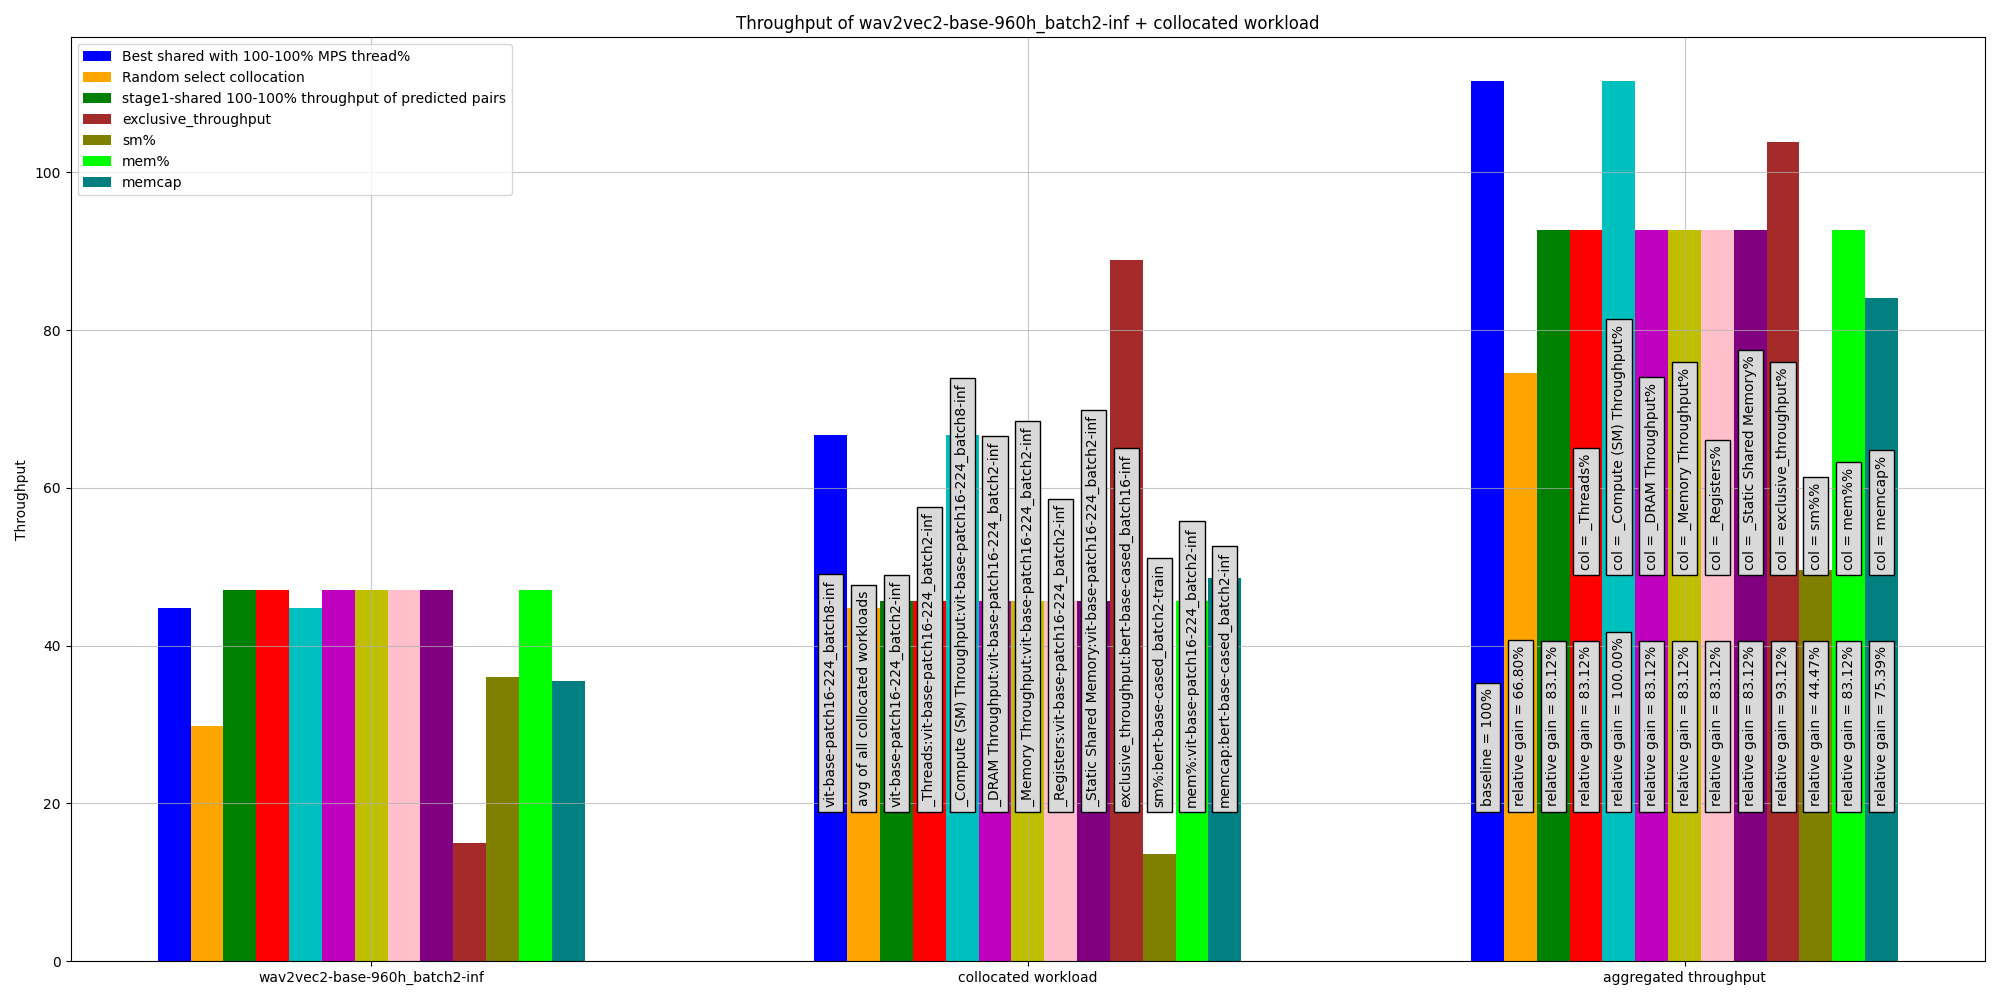 Throughput of wav2vec2-base-960h_batch2-inf + collocated workload
Best shared with 100-100% MPS thread%
Random select collocation
stage1-shared 100-100% throughput of predicted pairs
exclusive_throughput
sm%
mem%
memcap
Throughput
100
80
60
40
20
0
vit-base-patch16-224_batch8-inf
avg of all collocated workloads
vit-base-patch16-224_batch2-inf
_Threads:vit-base-patch16-224_batch2-inf
_Compute (SM) Throughput:vit-base-patch16-224_batch8-inf
_DRAM Throughput:vit-base-patch16-224_batch2-inf
_Memory Throughput:vit-base-patch16-224_batch2-inf
_Registers:vit-base-patch16-224_batch2-inf
_Static Shared Memory:vit-base-patch16-224_batch2-inf
exclusive_throughput:bert-base-cased_batch16-inf
sm%:bert-base-cased_batch2-train
mem%:vit-base-patch16-224_batch2-inf
memcap:bert-base-cased_batch2-inf
col = _Threads%
col = _Compute (SM) Throughput%
col = _DRAM Throughput%
col = _Memory Throughput%
col = _Registers%
col = _Static Shared Memory%
col = exclusive_throughput%
col = sm%%
col = mem%%
col = memcap%
baseline = 100%
relative gain = 66.80%
relative gain = 83.12%
relative gain = 83.12%
relative gain = 100.00%
relative gain = 83.12%
relative gain = 83.12%
relative gain = 83.12%
relative gain = 83.12%
relative gain = 93.12%
relative gain = 44.47%
relative gain = 83.12%
relative gain = 75.39%
wav2vec2-base-960h_batch2-inf
collocated workload
aggregated throughput